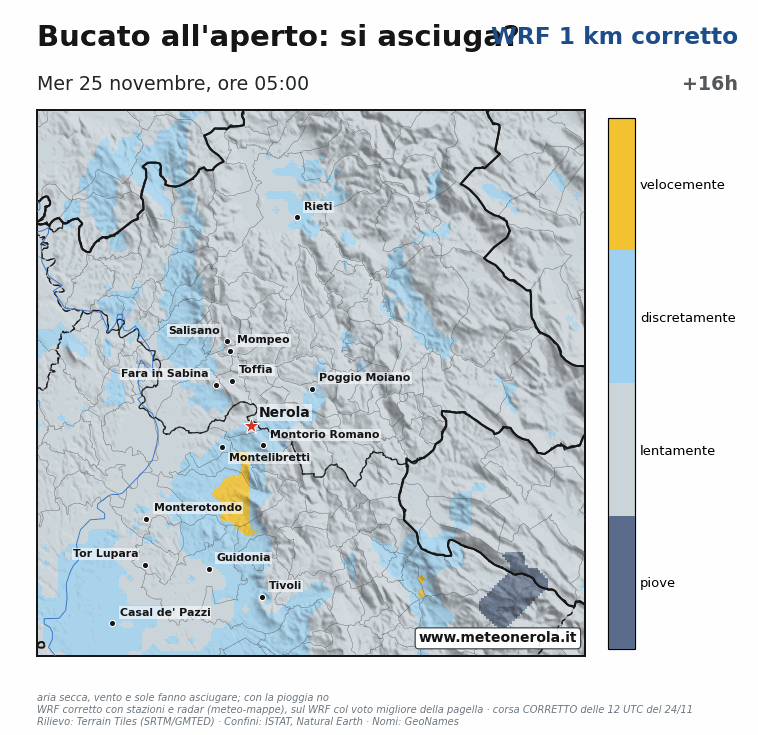 Bucato all'aperto: si asciuga?
WRF 1 km corretto
Mer 25 novembre, ore 05:00
+16h
velocemente
Rieti
discretamente
Salisano
Mompeo
Toffia
Fara in Sabina
Poggio Moiano
Nerola
Montorio Romano
lentamente
Montelibretti
Monterotondo
Tor Lupara
Guidonia
piove
Tivoli
Casal de' Pazzi
www.meteonerola.it
aria secca, vento e sole fanno asciugare; con la pioggia no
WRF corretto con stazioni e radar (meteo-mappe), sul WRF col voto migliore della pagella · corsa CORRETTO delle 12 UTC del 24/11
Rilievo: Terrain Tiles (SRTM/GMTED) · Confini: ISTAT, Natural Earth · Nomi: GeoNames